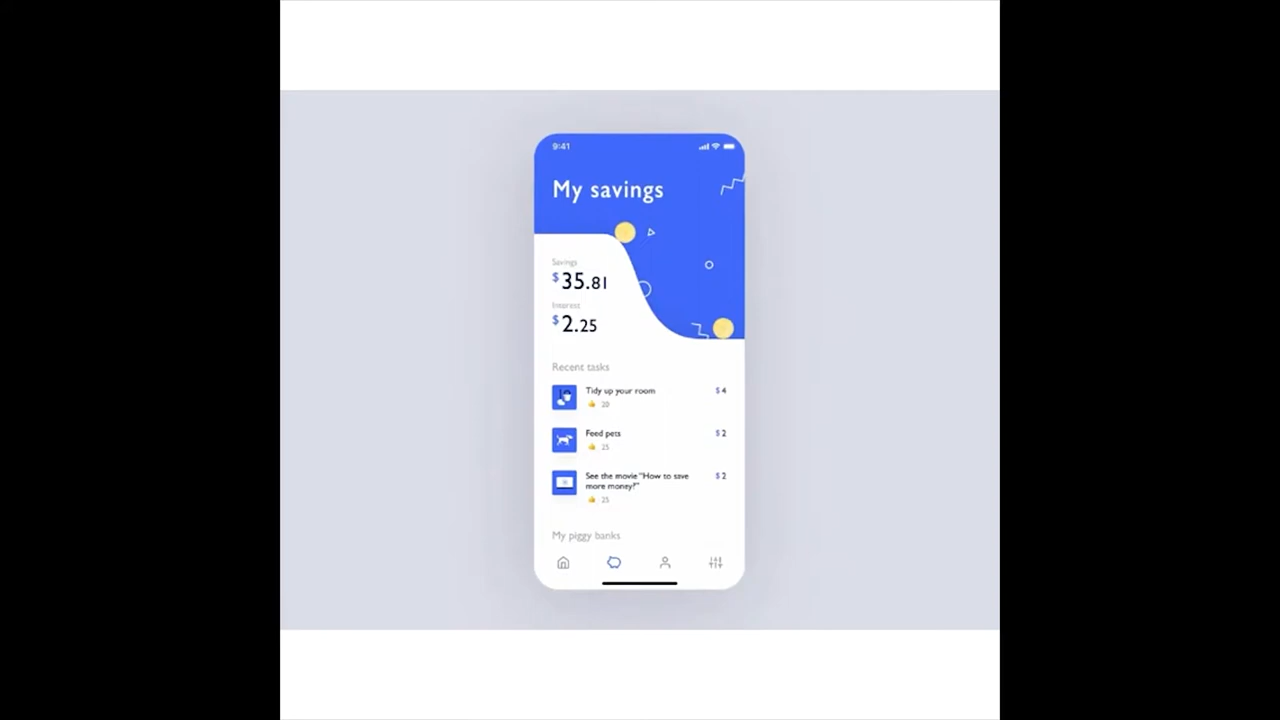 9:41
My savings
Savings
$35.81
Interest
$2.25
Recent tasks
Tidy up your room $4
👍 20
Feed pets $2
👍 25
See the movie "How to save $2
more money?"
👍 25
My piggy banks